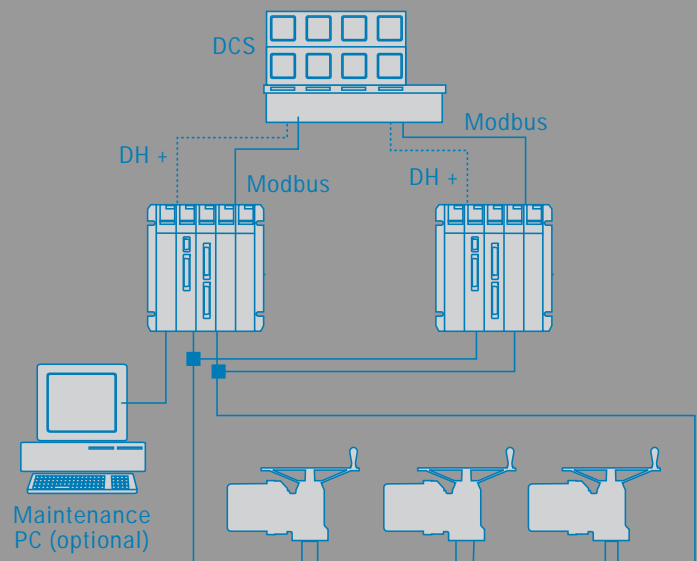 DCS
Modbus
DH +
Modbus
DH +
Maintenance
PC (optional)